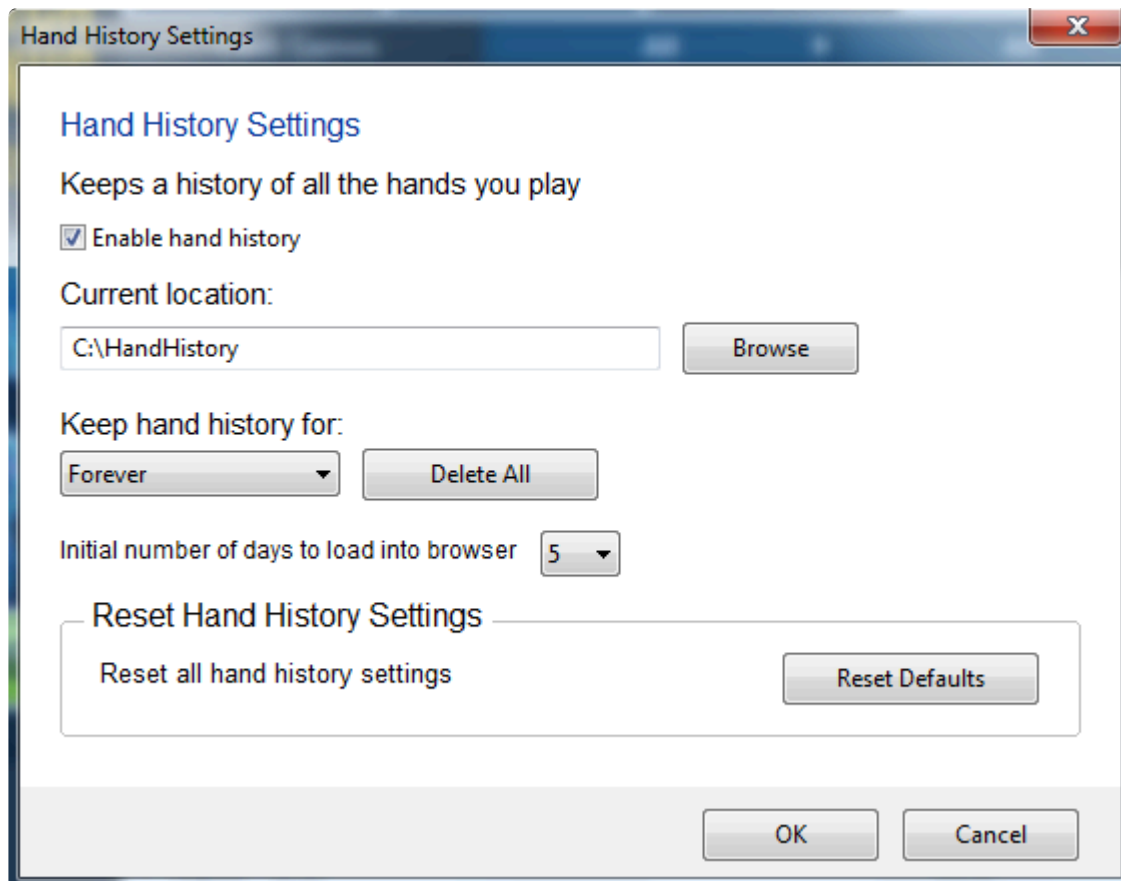 Hand History Settings
Hand History Settings
Keeps a history of all the hands you play
Enable hand history
Current location:
C:\HandHistory
Browse
Keep hand history for:
Forever
Delete All
Initial number of days to load into browser 5
Reset Hand History Settings
Reset all hand history settings
Reset Defaults
OK
Cancel